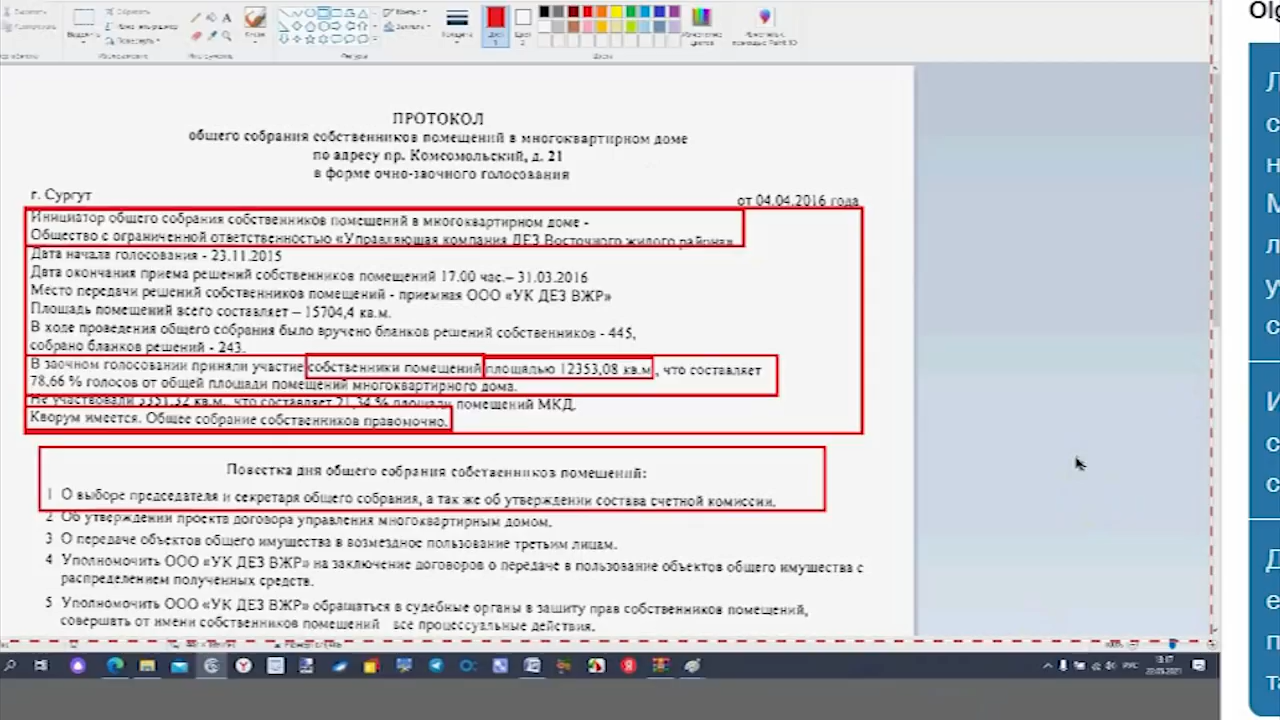 Olg
ПРОТОКОЛ
общего собрания собственников помещений в многоквартирном доме
по адресу пр. Комсомольский, д. 21
в форме очно-заочного голосования
г. Сургут
от 04.04.2016 года
Инициатор общего собрания собственников помещений в многоквартирном доме -
Общество с ограниченной ответственностью «Управляющая компания ДЕЗ Восточного жилого района»
Дата начала голосования - 23.11.2015
Дата окончания приема решений собственников помещений 17.00 час.– 31.03.2016
Место передачи решений собственников помещений - приемная ООО «УК ДЕЗ ВЖР»
Площадь помещений всего составляет – 15704,4 кв.м.
В ходе проведения общего собрания было вручено бланков решений собственников - 445,
собрано бланков решений - 243.
В заочном голосовании приняли участие собственники помещений площадью 12353,08 кв.м., что составляет
78,66 % голосов от общей площади помещений многоквартирного дома.
Не участвовали 3351,32 кв.м., что составляет 21,34 % площади помещений МКД.
Кворум имеется. Общее собрание собственников правомочно.
Повестка дня общего собрания собственников помещений:
1 О выборе председателя и секретаря общего собрания, а так же об утверждении состава счетной комиссии.
2 Об утверждении проекта договора управления многоквартирным домом.
3 О передаче объектов общего имущества в возмездное пользование третьим лицам.
4 Уполномочить ООО «УК ДЕЗ ВЖР» на заключение договоров о передаче в пользование объектов общего имущества с
распределением полученных средств.
5 Уполномочить ООО «УК ДЕЗ ВЖР» обращаться в судебные органы в защиту прав собственников помещений,
совершать от имени собственников помещений все процессуальные действия.
РУС